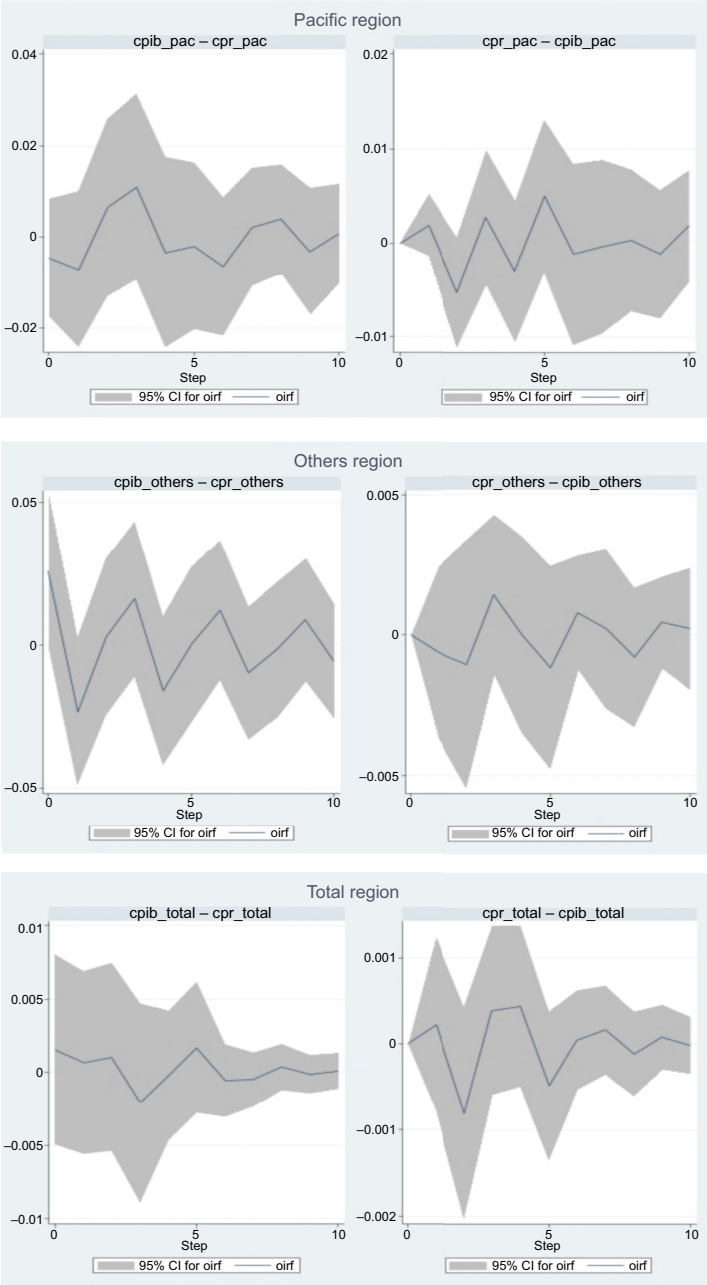 Pacific region
cpib_pac – cpr_pac
cpr_pac – cpib_pac
0.04
0.02
0
–0.02
0
5
10
Step
95% CI for oirf
oirf
0.02
0.01
0
–0.01
0
5
10
Step
95% CI for oirf
oirf
Others region
cpib_others – cpr_others
cpr_others – cpib_others
0.05
0
–0.05
0
5
10
Step
95% CI for oirf
oirf
0.005
0
–0.005
0
5
10
Step
95% CI for oirf
oirf
Total region
cpib_total – cpr_total
cpr_total – cpib_total
0.01
0.005
0
–0.005
–0.01
0
5
10
Step
95% CI for oirf
oirf
0.001
0
–0.001
–0.002
0
5
10
Step
95% CI for oirf
oirf